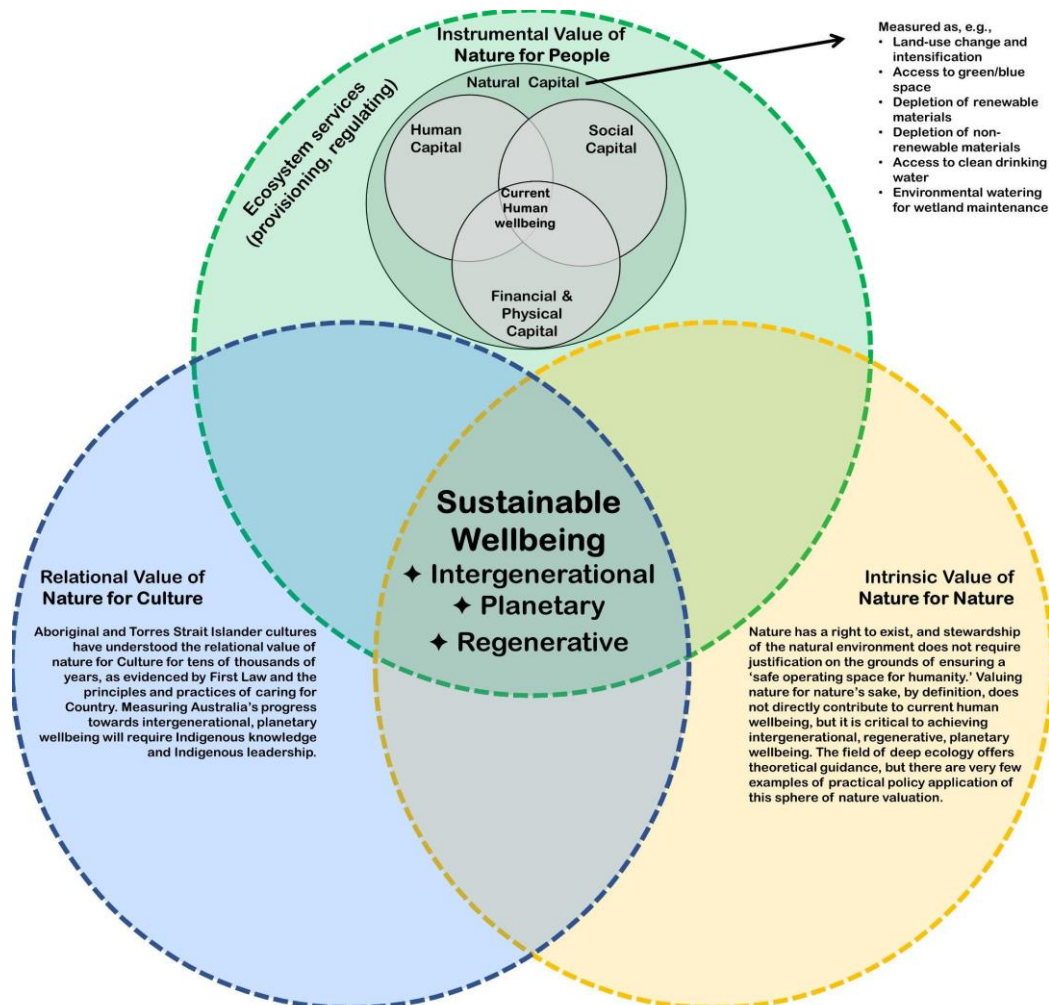 Instrumental Value of
Nature for People
Natural Capital
Human
Capital
Social
Capital
Current
Human
wellbeing
Financial &
Physical
Capital
Ecosystem services
(provisioning, regulating)
Measured as, e.g.,
• Land-use change and
intensification
• Access to green/blue
space
• Depletion of renewable
materials
• Depletion of non-
renewable materials
• Access to clean drinking
water
• Environmental watering
for wetland maintenance
Sustainable
Wellbeing
✦ Intergenerational
✦ Planetary
✦ Regenerative
Relational Value of
Nature for Culture
Aboriginal and Torres Strait Islander cultures
have understood the relational value of
nature for Culture for tens of thousands of
years, as evidenced by First Law and the
principles and practices of caring for
Country. Measuring Australia's progress
towards intergenerational, planetary
wellbeing will require Indigenous knowledge
and Indigenous leadership.
Intrinsic Value of
Nature for Nature
Nature has a right to exist, and stewardship
of the natural environment does not require
justification on the grounds of ensuring a
'safe operating space for humanity.' Valuing
nature for nature's sake, by definition, does
not directly contribute to current human
wellbeing, but it is critical to achieving
intergenerational, regenerative, planetary
wellbeing. The field of deep ecology offers
theoretical guidance, but there are very few
examples of practical policy application of
this sphere of nature valuation.